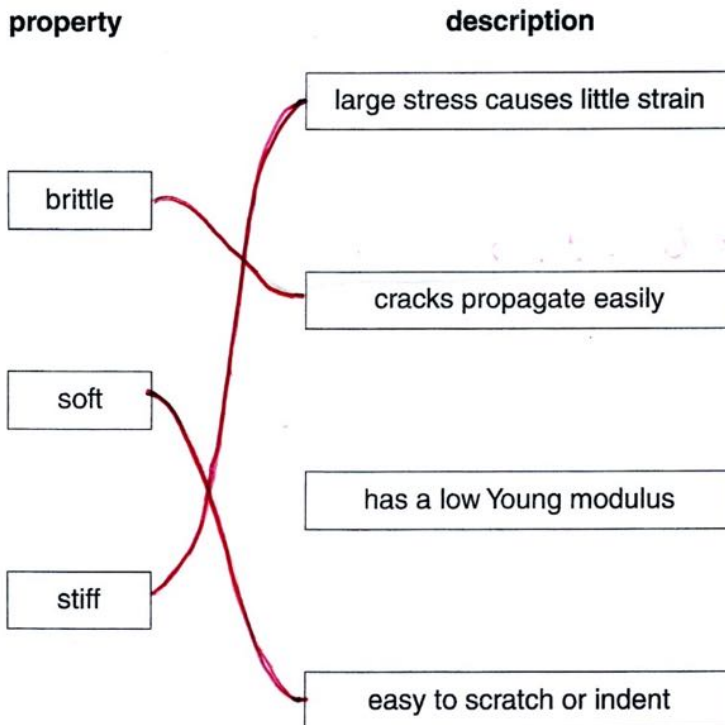 property description
large stress causes little strain
brittle
cracks propagate easily
soft
has a low Young modulus
stiff
easy to scratch or indent